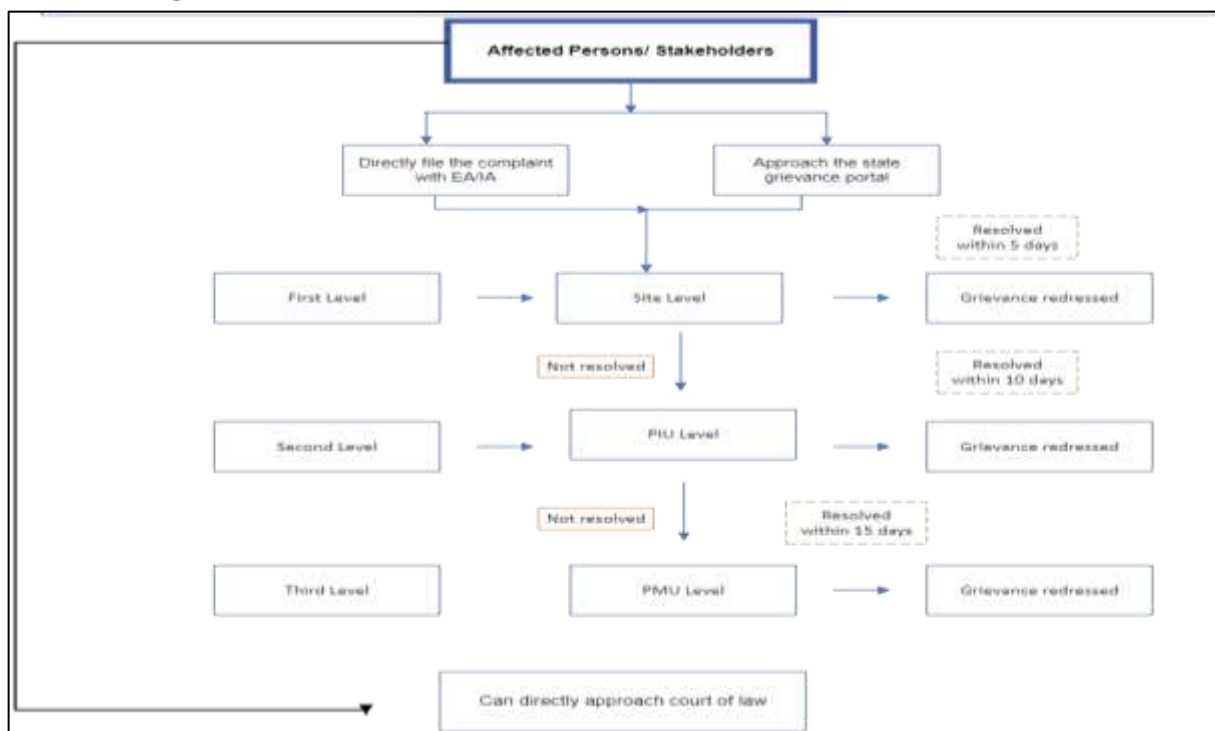 Affected Persons/ Stakeholders
Directly file the complaint
with EA/IA
Approach the state
grievance portal
Resolved
within 5 days
First Level
Site Level
Grievance redressed
Not resolved
Resolved
within 10 days
Second Level
PIU Level
Grievance redressed
Not resolved
Resolved
within 15 days
Third Level
PMU Level
Grievance redressed
Can directly approach court of law